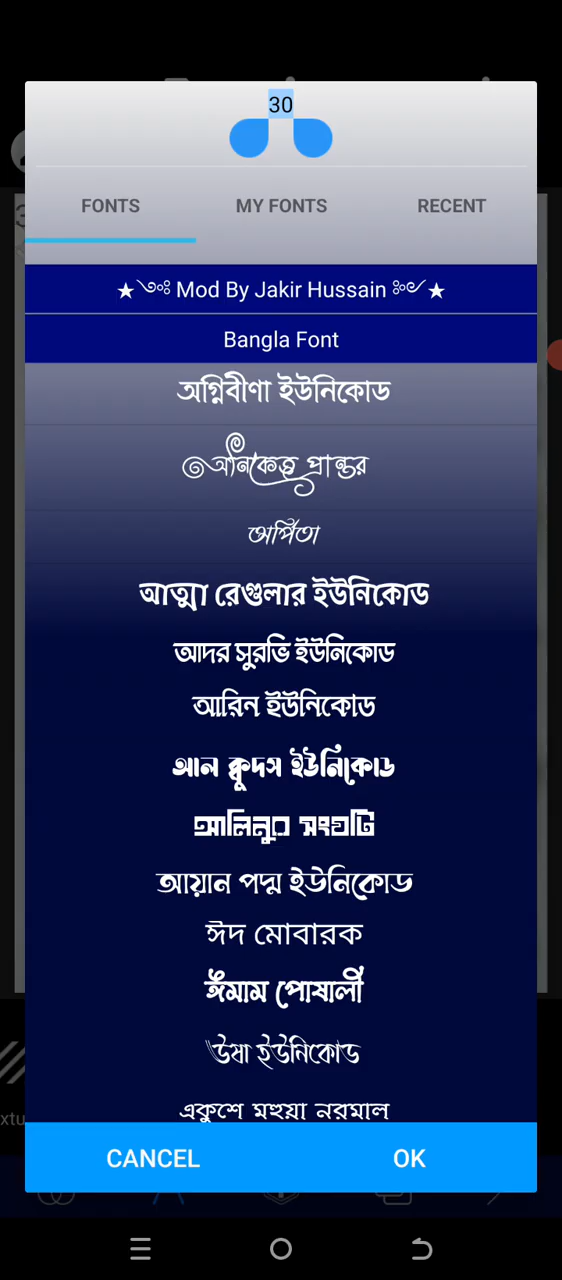 30
FONTS
MY FONTS
RECENT
★༺ Mod By Jakir Hussain ༻★
Bangla Font
অগ্নিবীণা ইউনিকোড
অনিকেত প্রান্তর
অর্পিতা
আত্মা রেগুলার ইউনিকোড
আদর সুরভি ইউনিকোড
আরিন ইউনিকোড
আল কুদস ইউনিকোড
আলিনুর সংঘটি
আয়ান পদ্ম ইউনিকোড
ঈদ মোবারক
ঈমাম পোষালী
উষা ইউনিকোড
একুশে মহুয়া নরমাল
CANCEL
OK